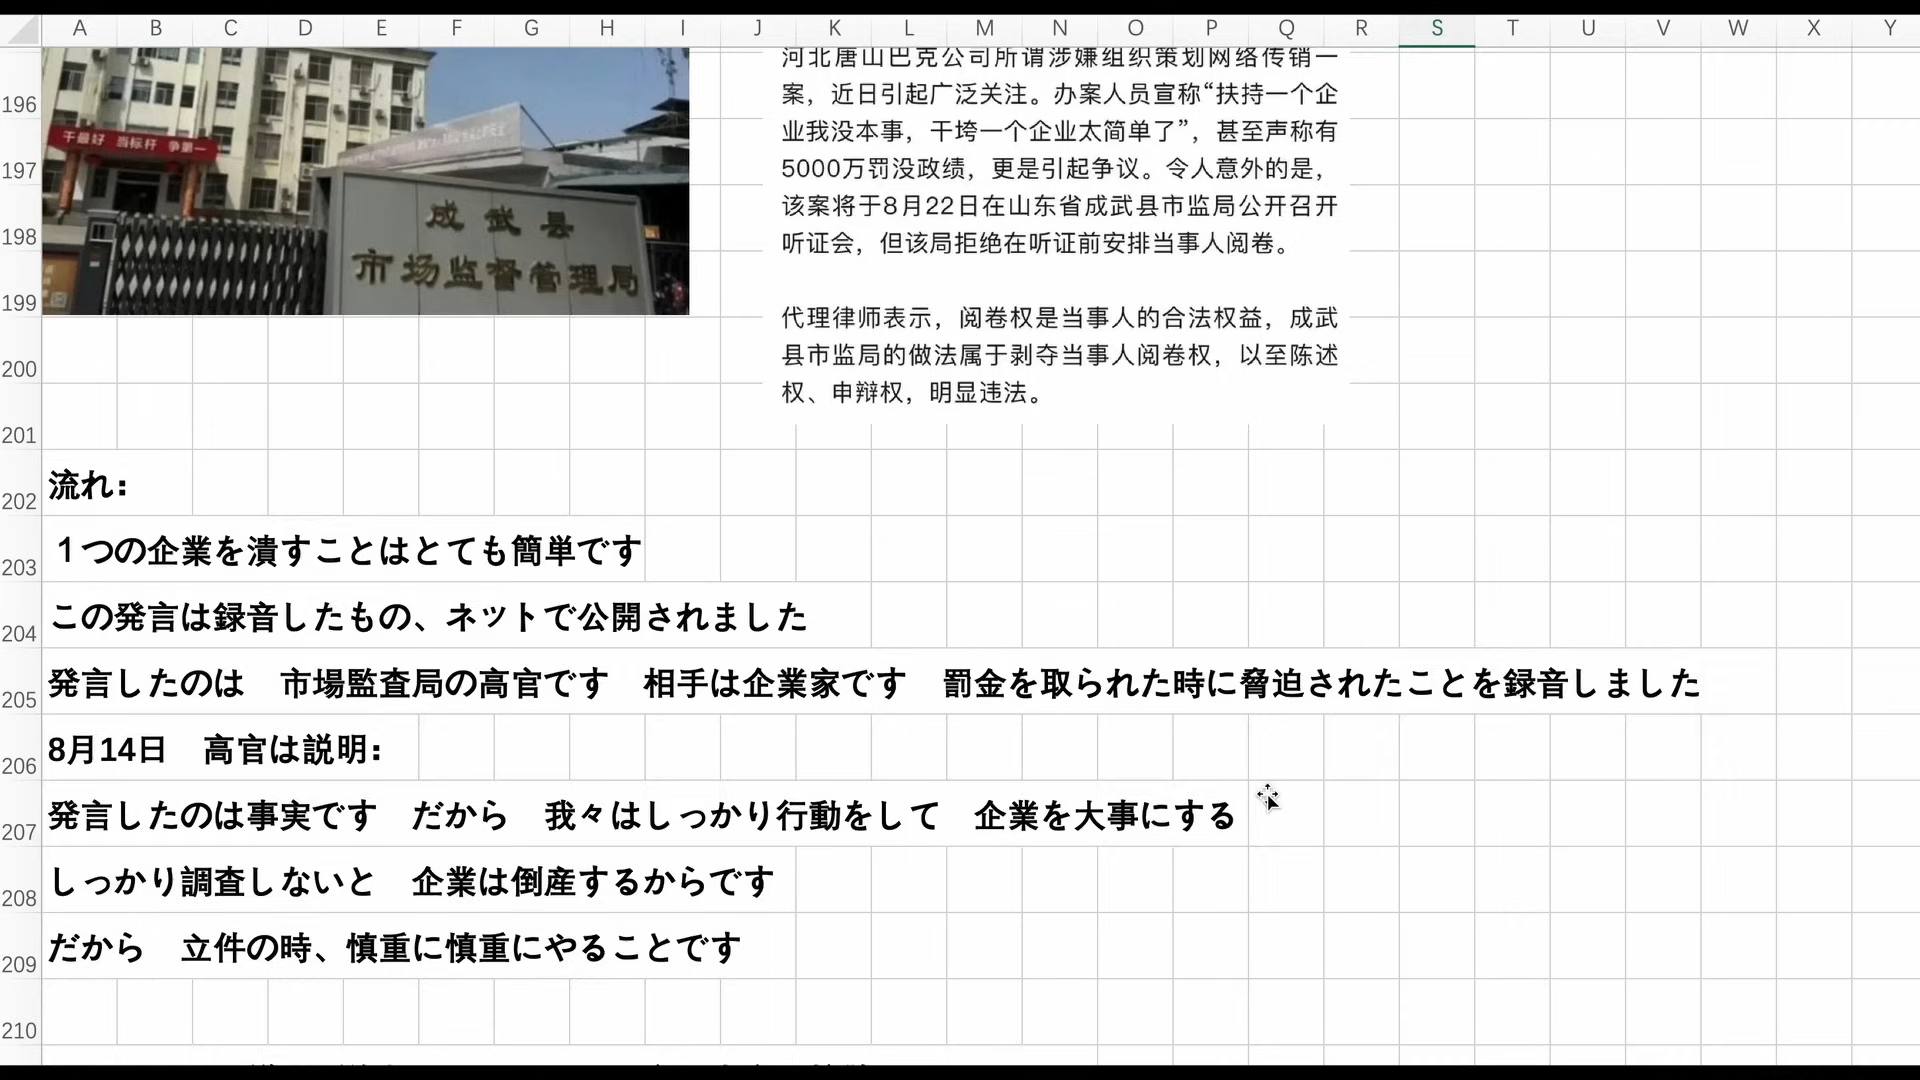 A B C D E F G H I J K L M N O P Q R S T U V W X Y
干最好 当标杆 争第一
成武县
市场监督管理局
河北唐山巴克公司所谓涉嫌组织策划网络传销一
案，近日引起广泛关注。办案人员宣称“扶持一个企
业我没本事，干垮一个企业太简单了”，甚至声称有
5000万罚没政绩，更是引起争议。令人意外的是，
该案将于8月22日在山东省成武县市监局公开召开
听证会，但该局拒绝在听证前安排当事人阅卷。
代理律师表示，阅卷权是当事人的合法权益，成武
县市监局的做法属于剥夺当事人阅卷权，以至陈述
权、申辩权，明显违法。
196
197
198
199
200
201
202 流れ：
203 １つの企業を潰すことはとても簡単です
204 この発言は録音したもの、ネットで公開されました
205 発言したのは　市場監査局の高官です　相手は企業家です　罰金を取られた時に脅迫されたことを録音しました
206 8月14日　高官は説明：
207 発言したのは事実です　だから　我々はしっかり行動をして　企業を大事にする
208 しっかり調査しないと　企業は倒産するからです
209 だから　立件の時、慎重に慎重にやることです
210